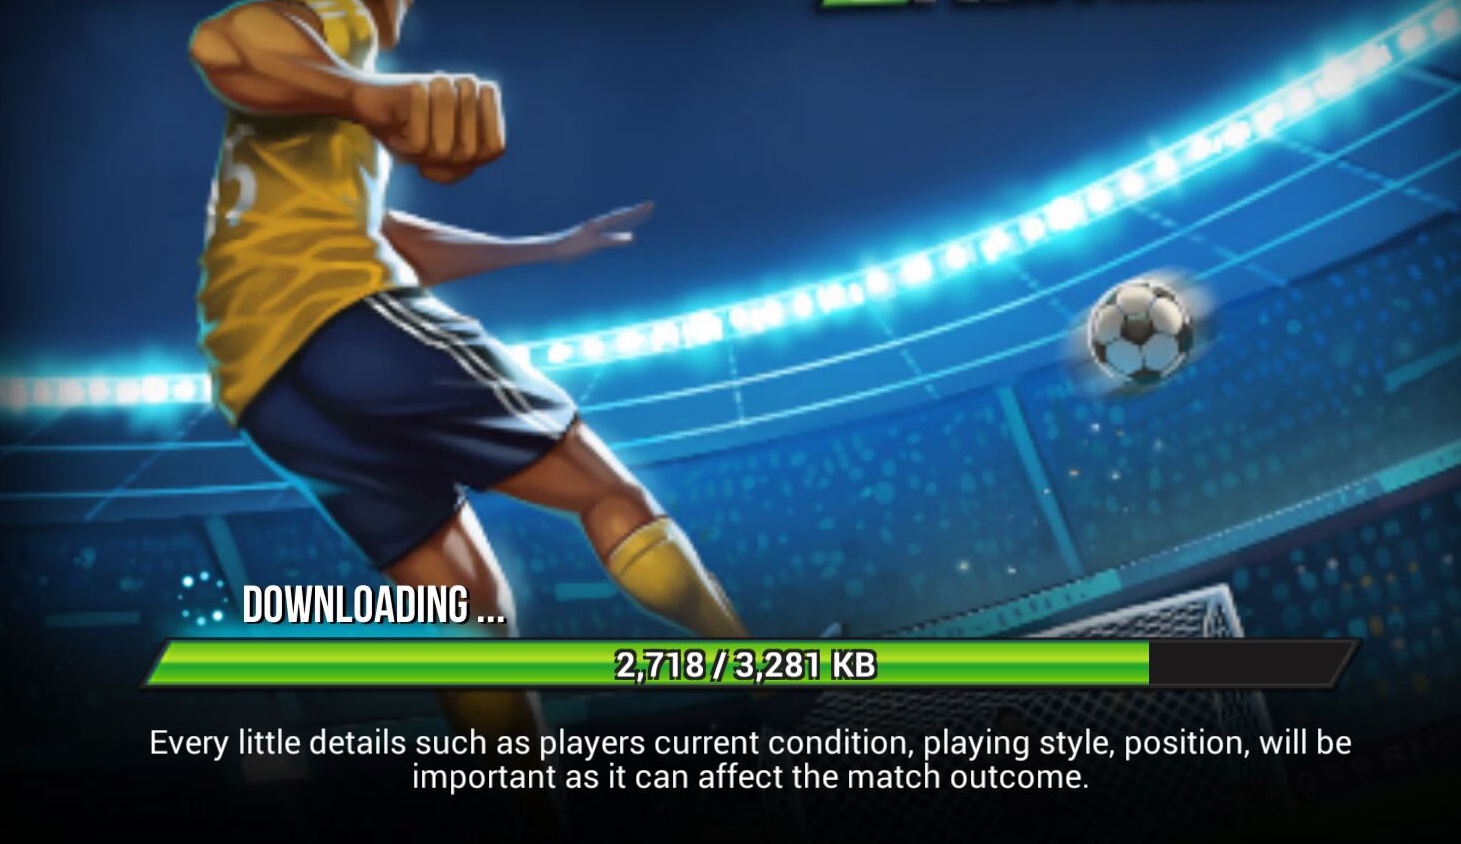 DOWNLOADING ...
2,718 / 3,281 KB
Every little details such as players current condition, playing style, position, will be
important as it can affect the match outcome.